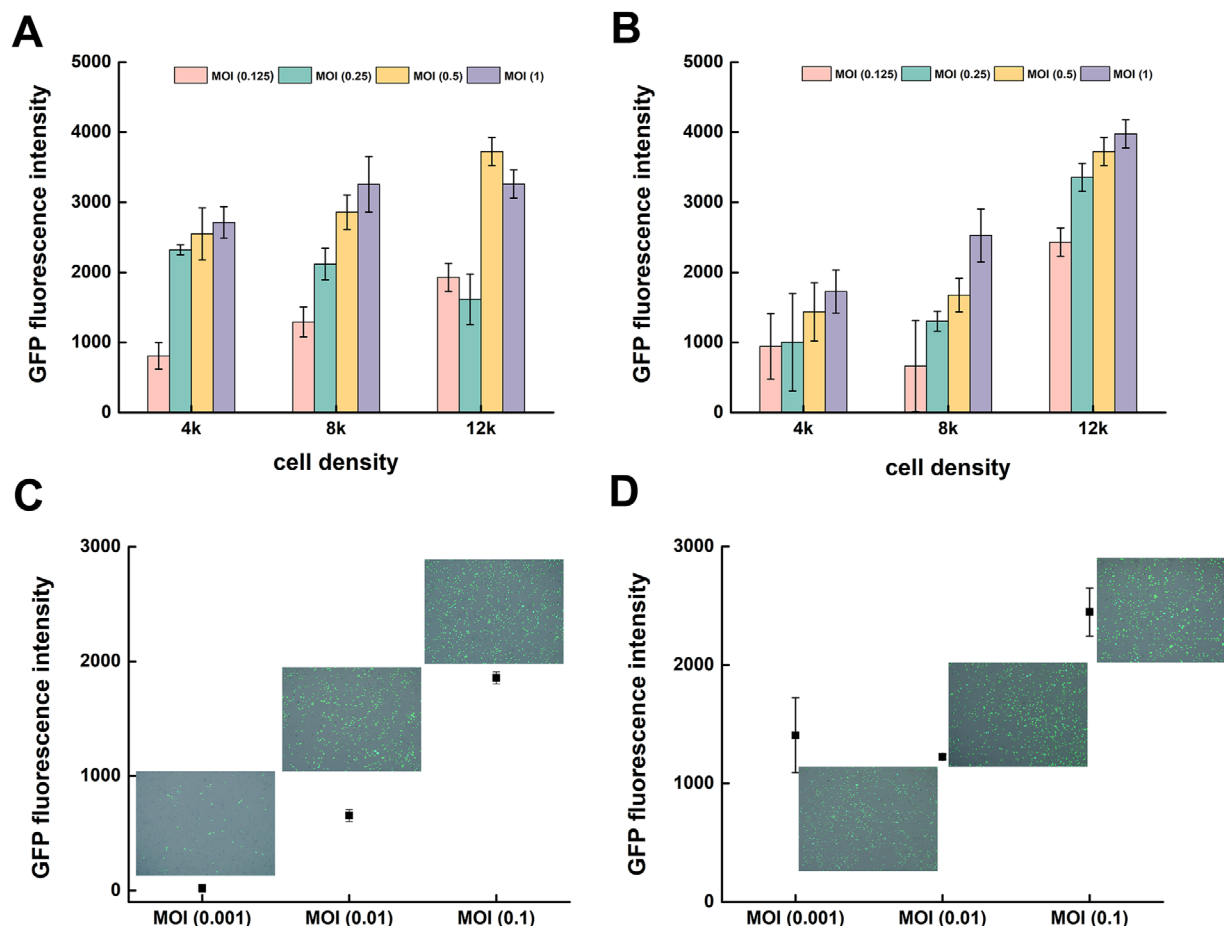 A
GFP fluorescence intensity
5000
4000
3000
2000
1000
0
MOI (0.125) MOI (0.25) MOI (0.5) MOI (1)
4k 8k 12k
cell density
B
GFP fluorescence intensity
5000
4000
3000
2000
1000
0
MOI (0.125) MOI (0.25) MOI (0.5) MOI (1)
4k 8k 12k
cell density
C
GFP fluorescence intensity
3000
2000
1000
0
MOI (0.001) MOI (0.01) MOI (0.1)
D
GFP fluorescence intensity
3000
2000
1000
0
MOI (0.001) MOI (0.01) MOI (0.1)